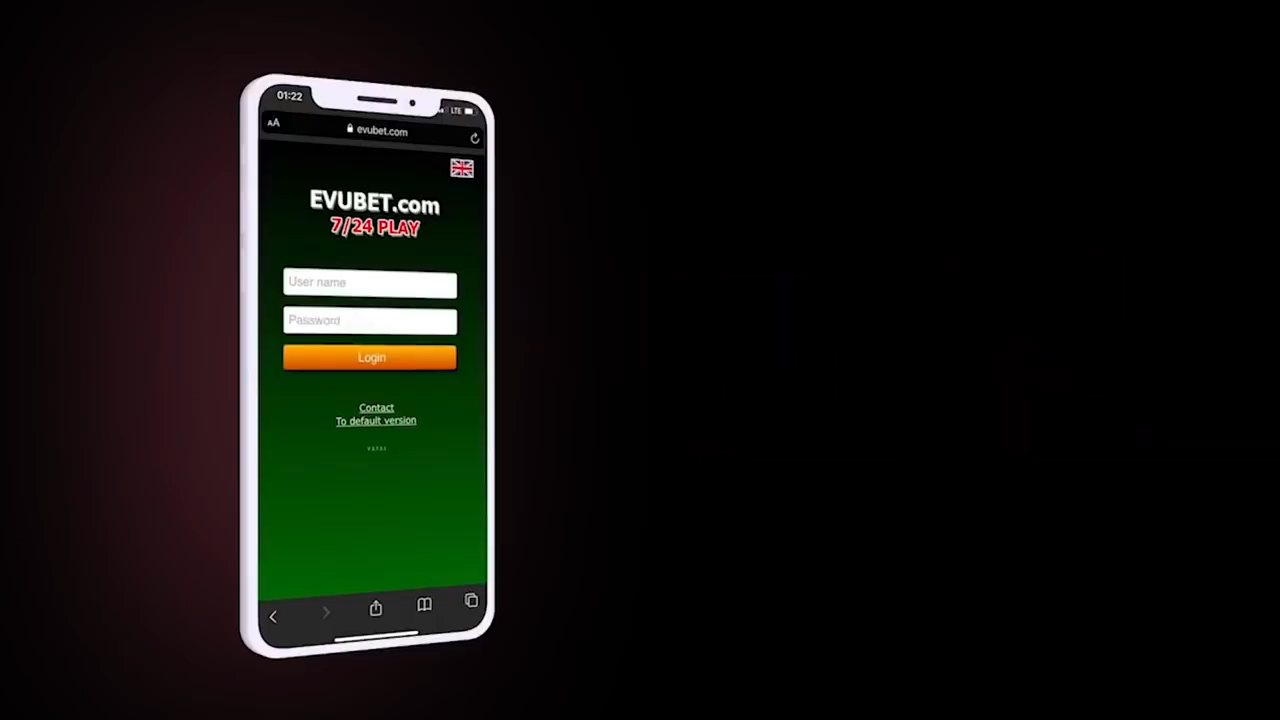 01:22
LTE
AA
evubet.com
EVUBET.com
7/24 PLAY
User name
Password
Login
Contact
To default version